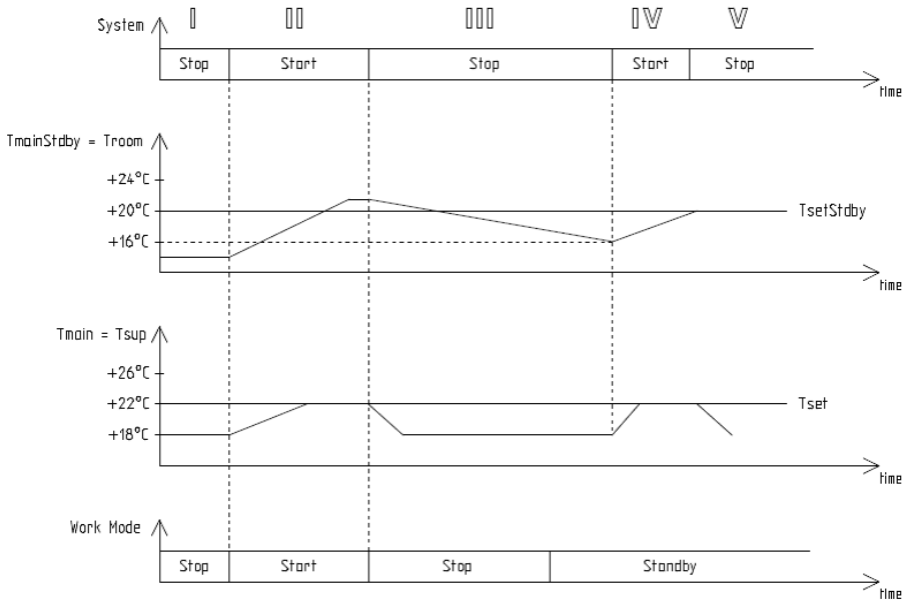 System I II III IV V
Stop Start Stop Start Stop
time
TmainStdby = Troom
+24°C
+20°C TsetStdby
+16°C
time
Tmain = Tsup
+26°C
+22°C Tset
+18°C
time
Work Mode
Stop Start Stop Standby
time